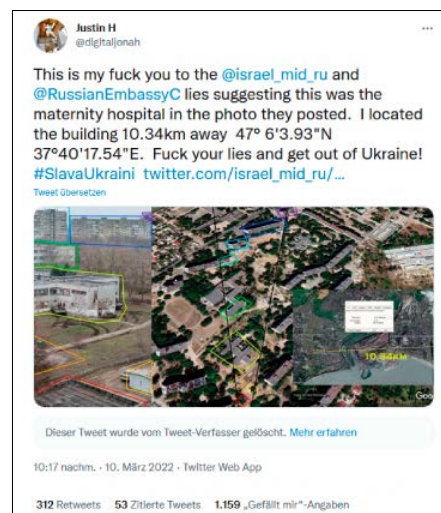 Justin H
@digitaljonah
This is my fuck you to the @israel_mid_ru and
@RussianEmbassyC lies suggesting this was the
maternity hospital in the photo they posted. I located
the building 10.34km away 47° 6'3.93"N
37°40'17.54"E. Fuck your lies and get out of Ukraine!
#SlavaUkraini twitter.com/israel_mid_ru/...
Tweet übersetzen
10.34KM
Goo
Dieser Tweet wurde vom Tweet-Verfasser gelöscht. Mehr erfahren
10:17 nachm. · 10. März 2022 · Twitter Web App
312 Retweets 53 Zitierte Tweets 1.159 „Gefällt mir"-Angaben